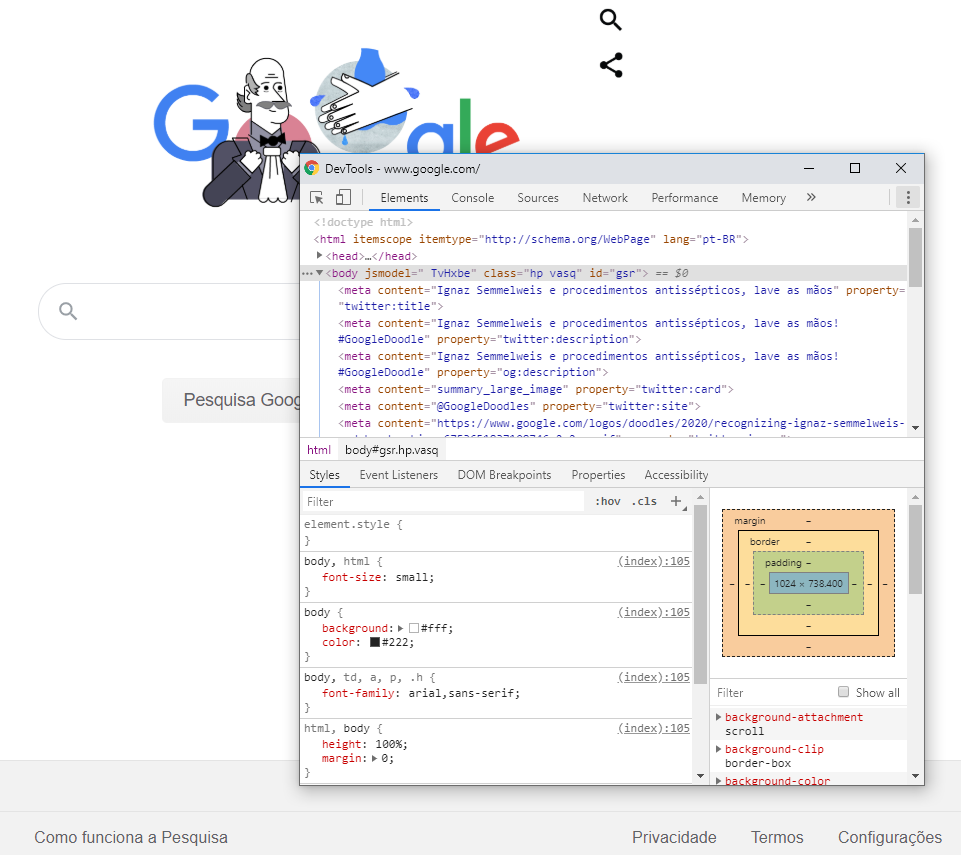 Google
DevTools - www.google.com/
Elements Console Sources Network Performance Memory »
<!doctype html>
<html itemscope itemtype="http://schema.org/WebPage" lang="pt-BR">
<head>…</head>
<body jsmodel=" TvHxbe" class="hp vasq" id="gsr"> == $0
<meta content="Ignaz Semmelweis e procedimentos antissépticos, lave as mãos" property=
"twitter:title">
<meta content="Ignaz Semmelweis e procedimentos antissépticos, lave as mãos!
#GoogleDoodle" property="twitter:description">
<meta content="Ignaz Semmelweis e procedimentos antissépticos, lave as mãos!
#GoogleDoodle" property="og:description">
<meta content="summary_large_image" property="twitter:card">
<meta content="@GoogleDoodles" property="twitter:site">
<meta content="https://www.google.com/logos/doodles/2020/recognizing-ignaz-semmelweis-
html body#gsr.hp.vasq
Styles Event Listeners DOM Breakpoints Properties Accessibility
Filter :hov .cls +
element.style {
}
body, html { (index):105
font-size: small;
}
body { (index):105
background: #fff;
color: #222;
}
body, td, a, p, .h { (index):105
font-family: arial,sans-serif;
}
html, body { (index):105
height: 100%;
margin: 0;
}
margin –
border –
padding –
– – – 1024 × 738.400 – – –
–
–
–
Filter Show all
background-attachment
scroll
background-clip
border-box
background-color
Pesquisa Goog
Como funciona a Pesquisa Privacidade Termos Configurações